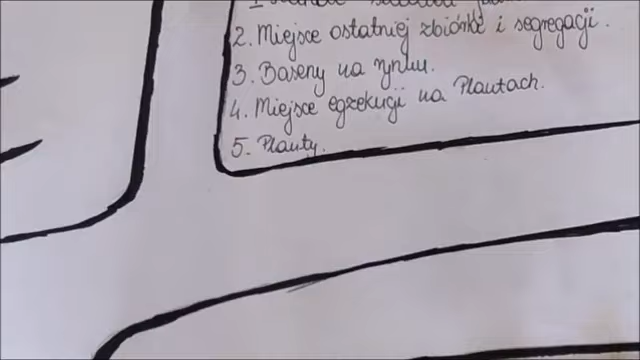 2. Miejsce ostatniej zbiórki i segregacji.
3. Baseny na rynku.
4. Miejsce egzekucji na Plantach.
5. Planty.